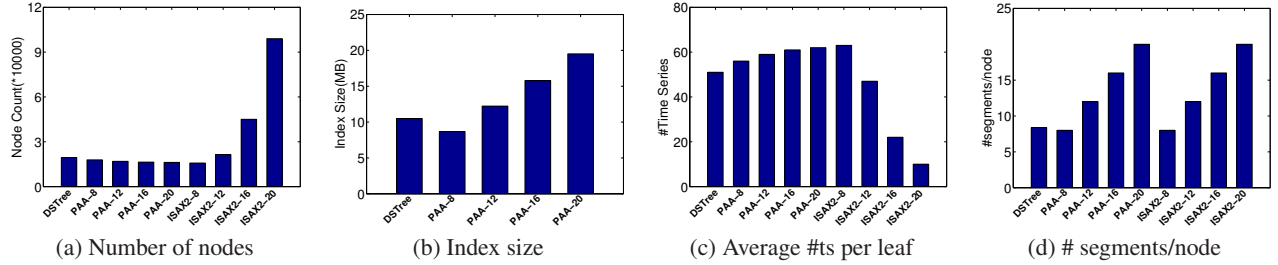 Node Count(*10000)
12
9
6
3
0
DSTree
PAA-8
PAA-12
PAA-16
PAA-20
ISAX2-8
ISAX2-12
ISAX2-16
ISAX2-20
(a) Number of nodes
Index Size(MB)
25
20
15
10
5
0
DSTree
PAA-8
PAA-12
PAA-16
PAA-20
(b) Index size
#Time Series
80
60
40
20
0
DSTree
PAA-8
PAA-12
PAA-16
PAA-20
ISAX2-8
ISAX2-12
ISAX2-16
ISAX2-20
(c) Average #ts per leaf
#segments/node
25
20
15
10
5
0
DSTree
PAA-8
PAA-12
PAA-16
PAA-20
ISAX2-8
ISAX2-12
ISAX2-16
ISAX2-20
(d) # segments/node